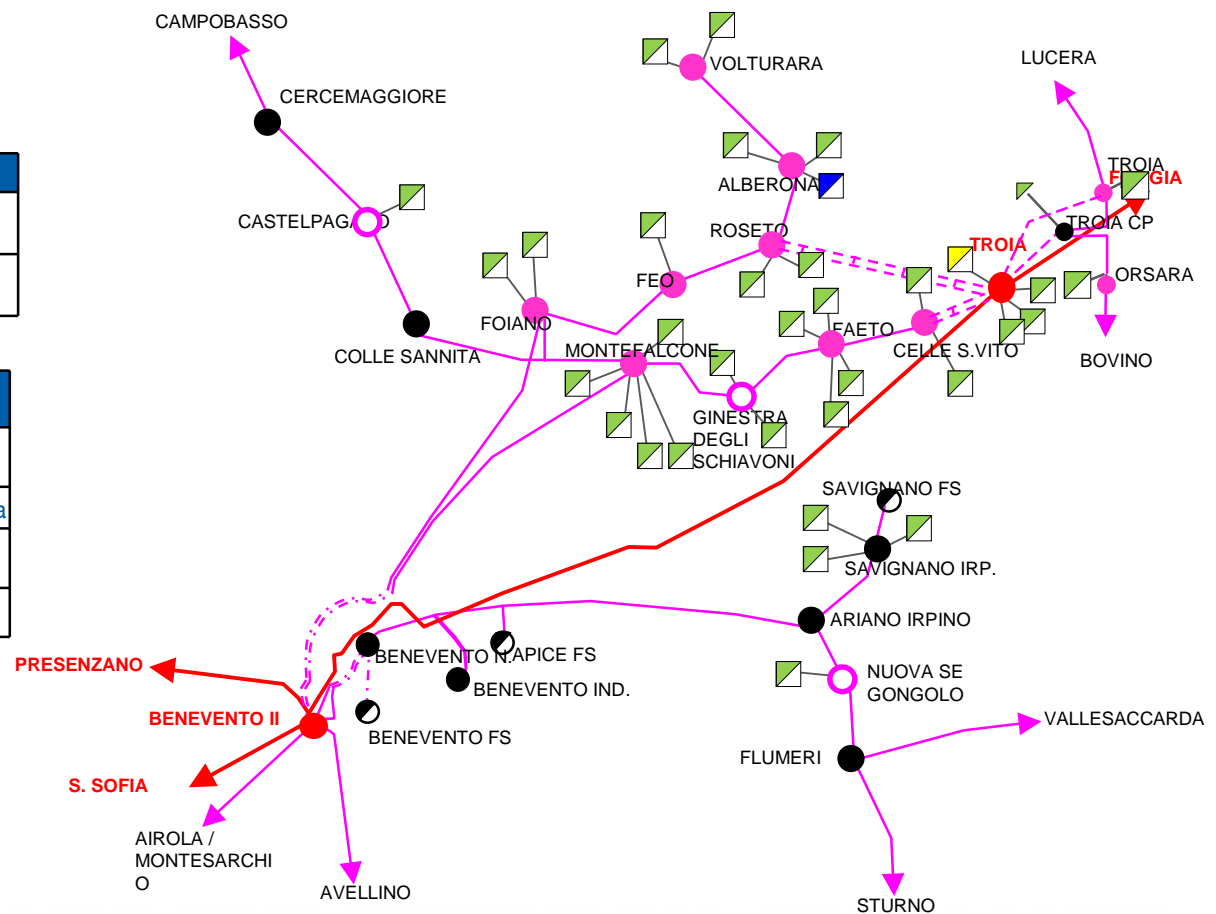 CAMPOBASSO
VOLTURARA
LUCERA
CERCEMAGGIORE
TROIA
FOGGIA
ALBERONA
CASTELPAGANO
TROIA CP
ROSETO
TROIA
FEO
ORSARA
FOIANO
FAETO
COLLE SANNITA
MONTEFALCONE
CELLE S.VITO
BOVINO
GINESTRA
DEGLI
SCHIAVONI
a
SAVIGNANO FS
SAVIGNANO IRP.
ARIANO IRPINO
BENEVENTO N.
APICE FS
PRESENZANO
BENEVENTO IND.
NUOVA SE
GONGOLO
BENEVENTO II
BENEVENTO FS
VALLESACCARDA
FLUMERI
S. SOFIA
AIROLA /
MONTESARCHI
O
AVELLINO
STURNO